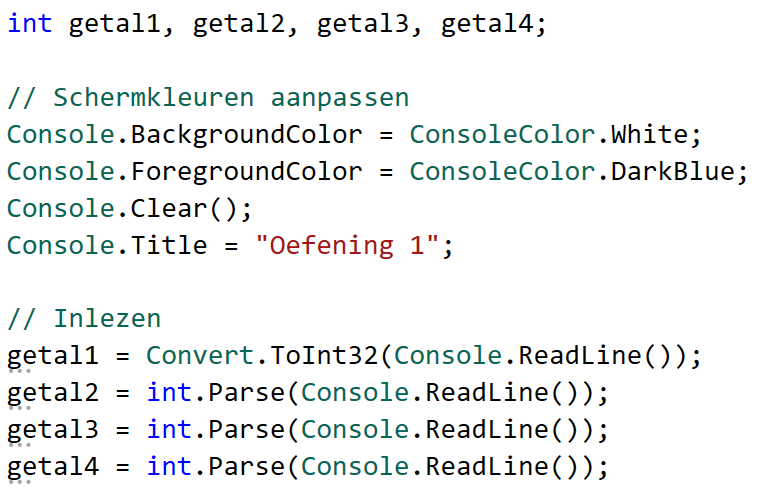 int getal1, getal2, getal3, getal4;
// Schermkleuren aanpassen
Console.BackgroundColor = ConsoleColor.White;
Console.ForegroundColor = ConsoleColor.DarkBlue;
Console.Clear();
Console.Title = "Oefening 1";
// Inlezen
getal1 = Convert.ToInt32(Console.ReadLine());
getal2 = int.Parse(Console.ReadLine());
getal3 = int.Parse(Console.ReadLine());
getal4 = int.Parse(Console.ReadLine());